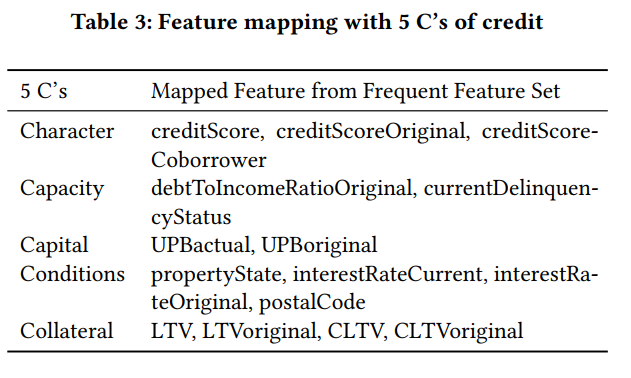 Table 3: Feature mapping with 5 C's of credit
5 C's Mapped Feature from Frequent Feature Set
Character creditScore, creditScoreOriginal, creditScore-
Coborrower
Capacity debtToIncomeRatioOriginal, currentDelinquen-
cyStatus
Capital UPBactual, UPBoriginal
Conditions propertyState, interestRateCurrent, interestRa-
teOriginal, postalCode
Collateral LTV, LTVoriginal, CLTV, CLTVoriginal